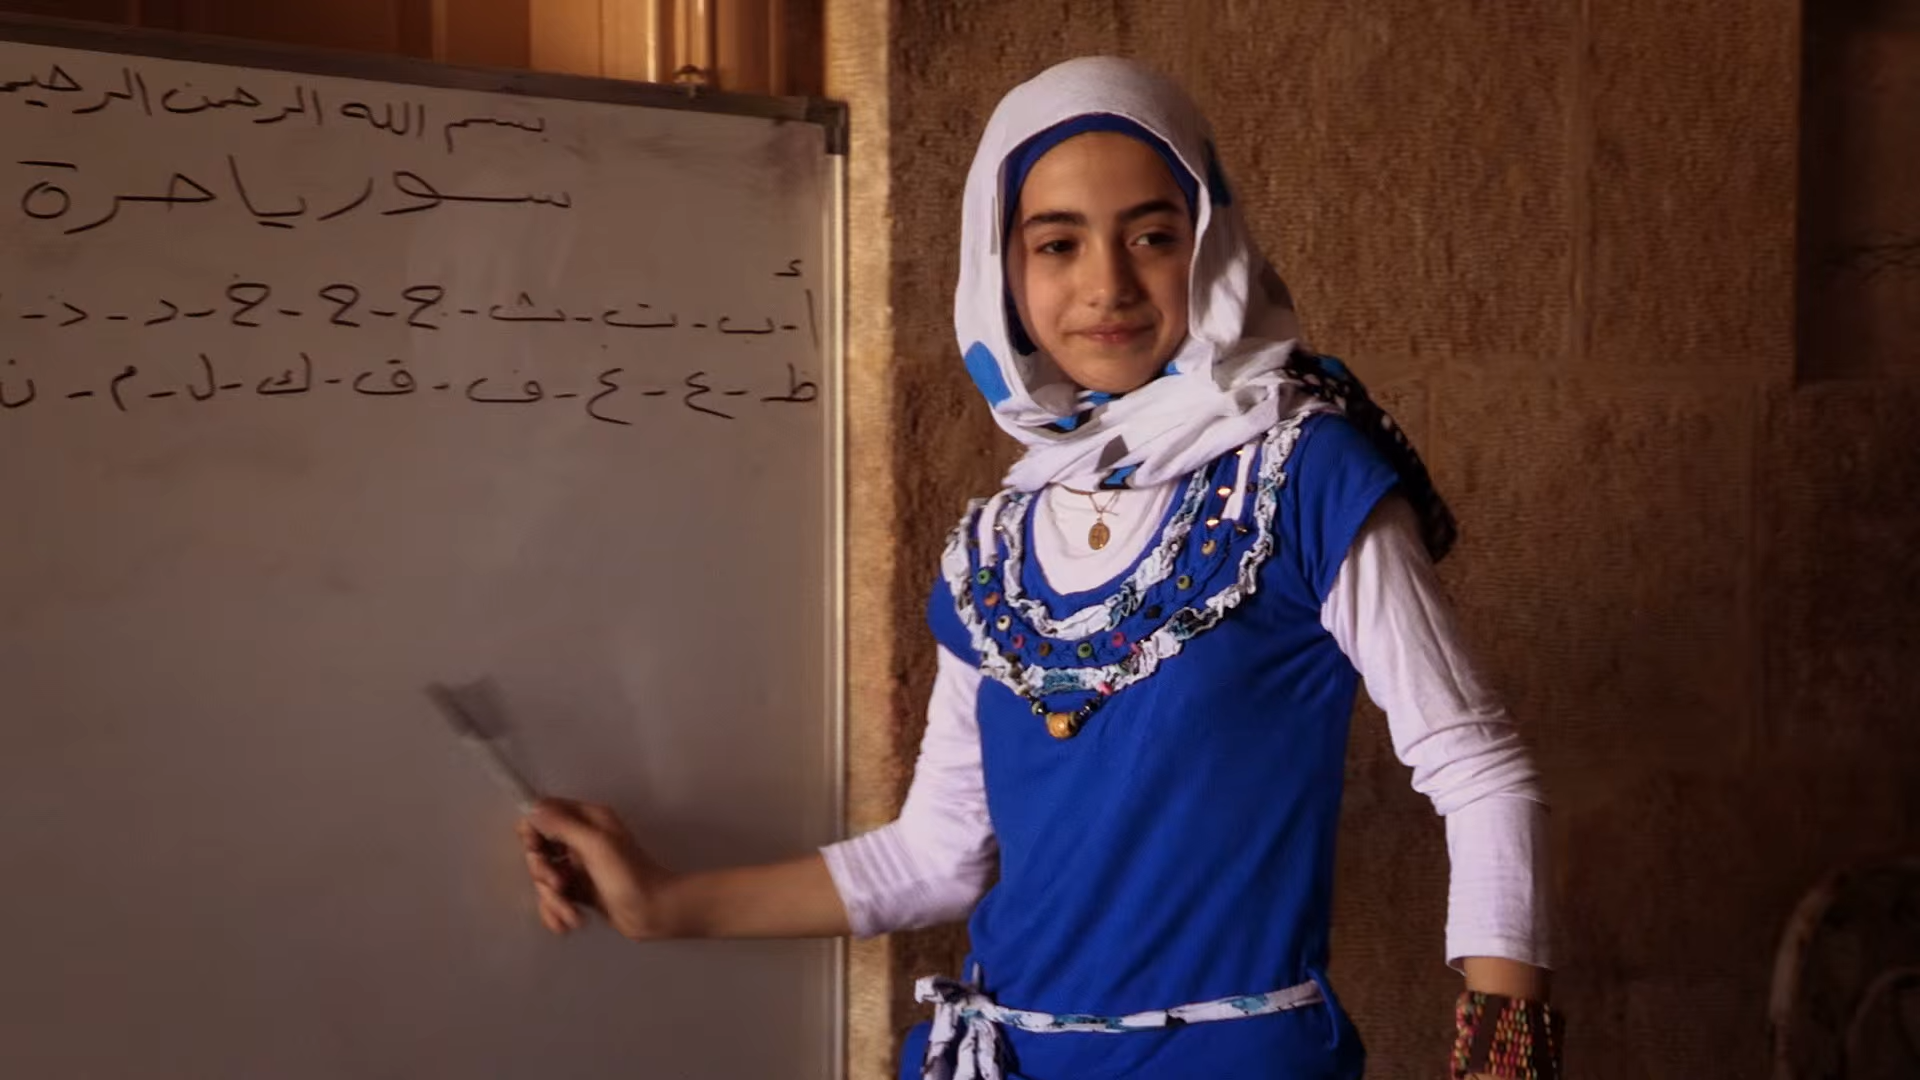 بسم الله الرحمن الرحيم
سوريا حرة
أ - ب - ت - ث - ج - ح - خ - د - ذ -
ظ - ع - غ - ف - ق - ك - ل - م - ن